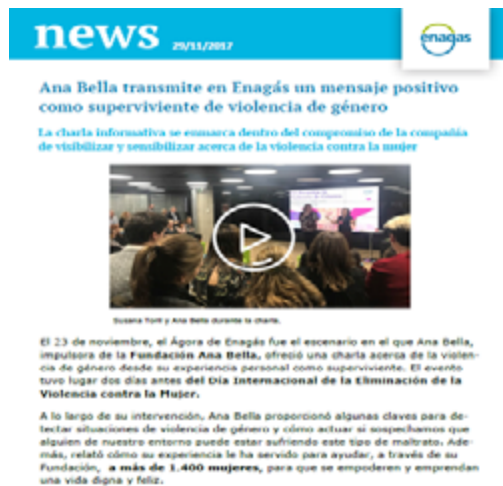 news 29/11/2017
enagas
Ana Bella transmite en Enagás un mensaje positivo
como superviviente de violencia de género
La charla informativa se enmarca dentro del compromiso de la compañía
de visibilizar y sensibilizar acerca de la violencia contra la mujer
Susana Toril y Ana Bella durante la charla.
El 23 de noviembre, el Ágora de Enagás fue el escenario en el que Ana Bella,
impulsora de la Fundación Ana Bella, ofreció una charla acerca de la violen-
cia de género desde su experiencia personal como superviviente. El evento
tuvo lugar dos días antes del Día Internacional de la Eliminación de la
Violencia contra la Mujer.
A lo largo de su intervención, Ana Bella proporcionó algunas claves para de-
tectar situaciones de violencia de género y cómo actuar si sospechamos que
alguien de nuestro entorno puede estar sufriendo este tipo de maltrato. Ade-
más, relató cómo su experiencia le ha servido para ayudar, a través de su
Fundación, a más de 1.400 mujeres, para que se empoderen y emprendan
una vida digna y feliz.